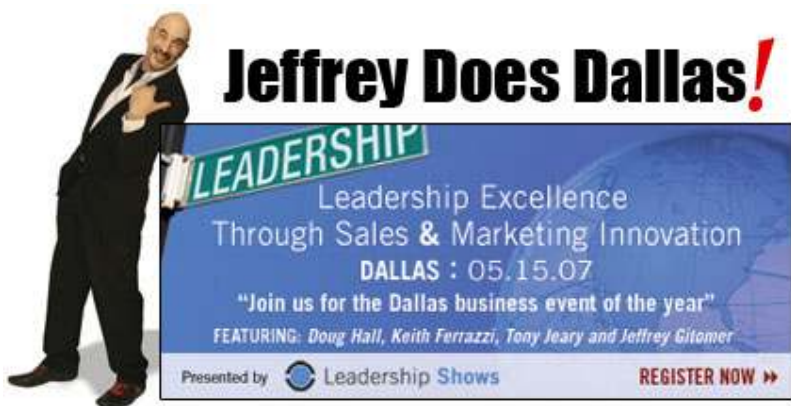 Jeffrey Does Dallas!
LEADERSHIP
Leadership Excellence
Through Sales & Marketing Innovation
DALLAS : 05.15.07
“Join us for the Dallas business event of the year”
FEATURING: Doug Hall, Keith Ferrazzi, Tony Jeary and Jeffrey Gitomer
Presented by Leadership Shows
REGISTER NOW